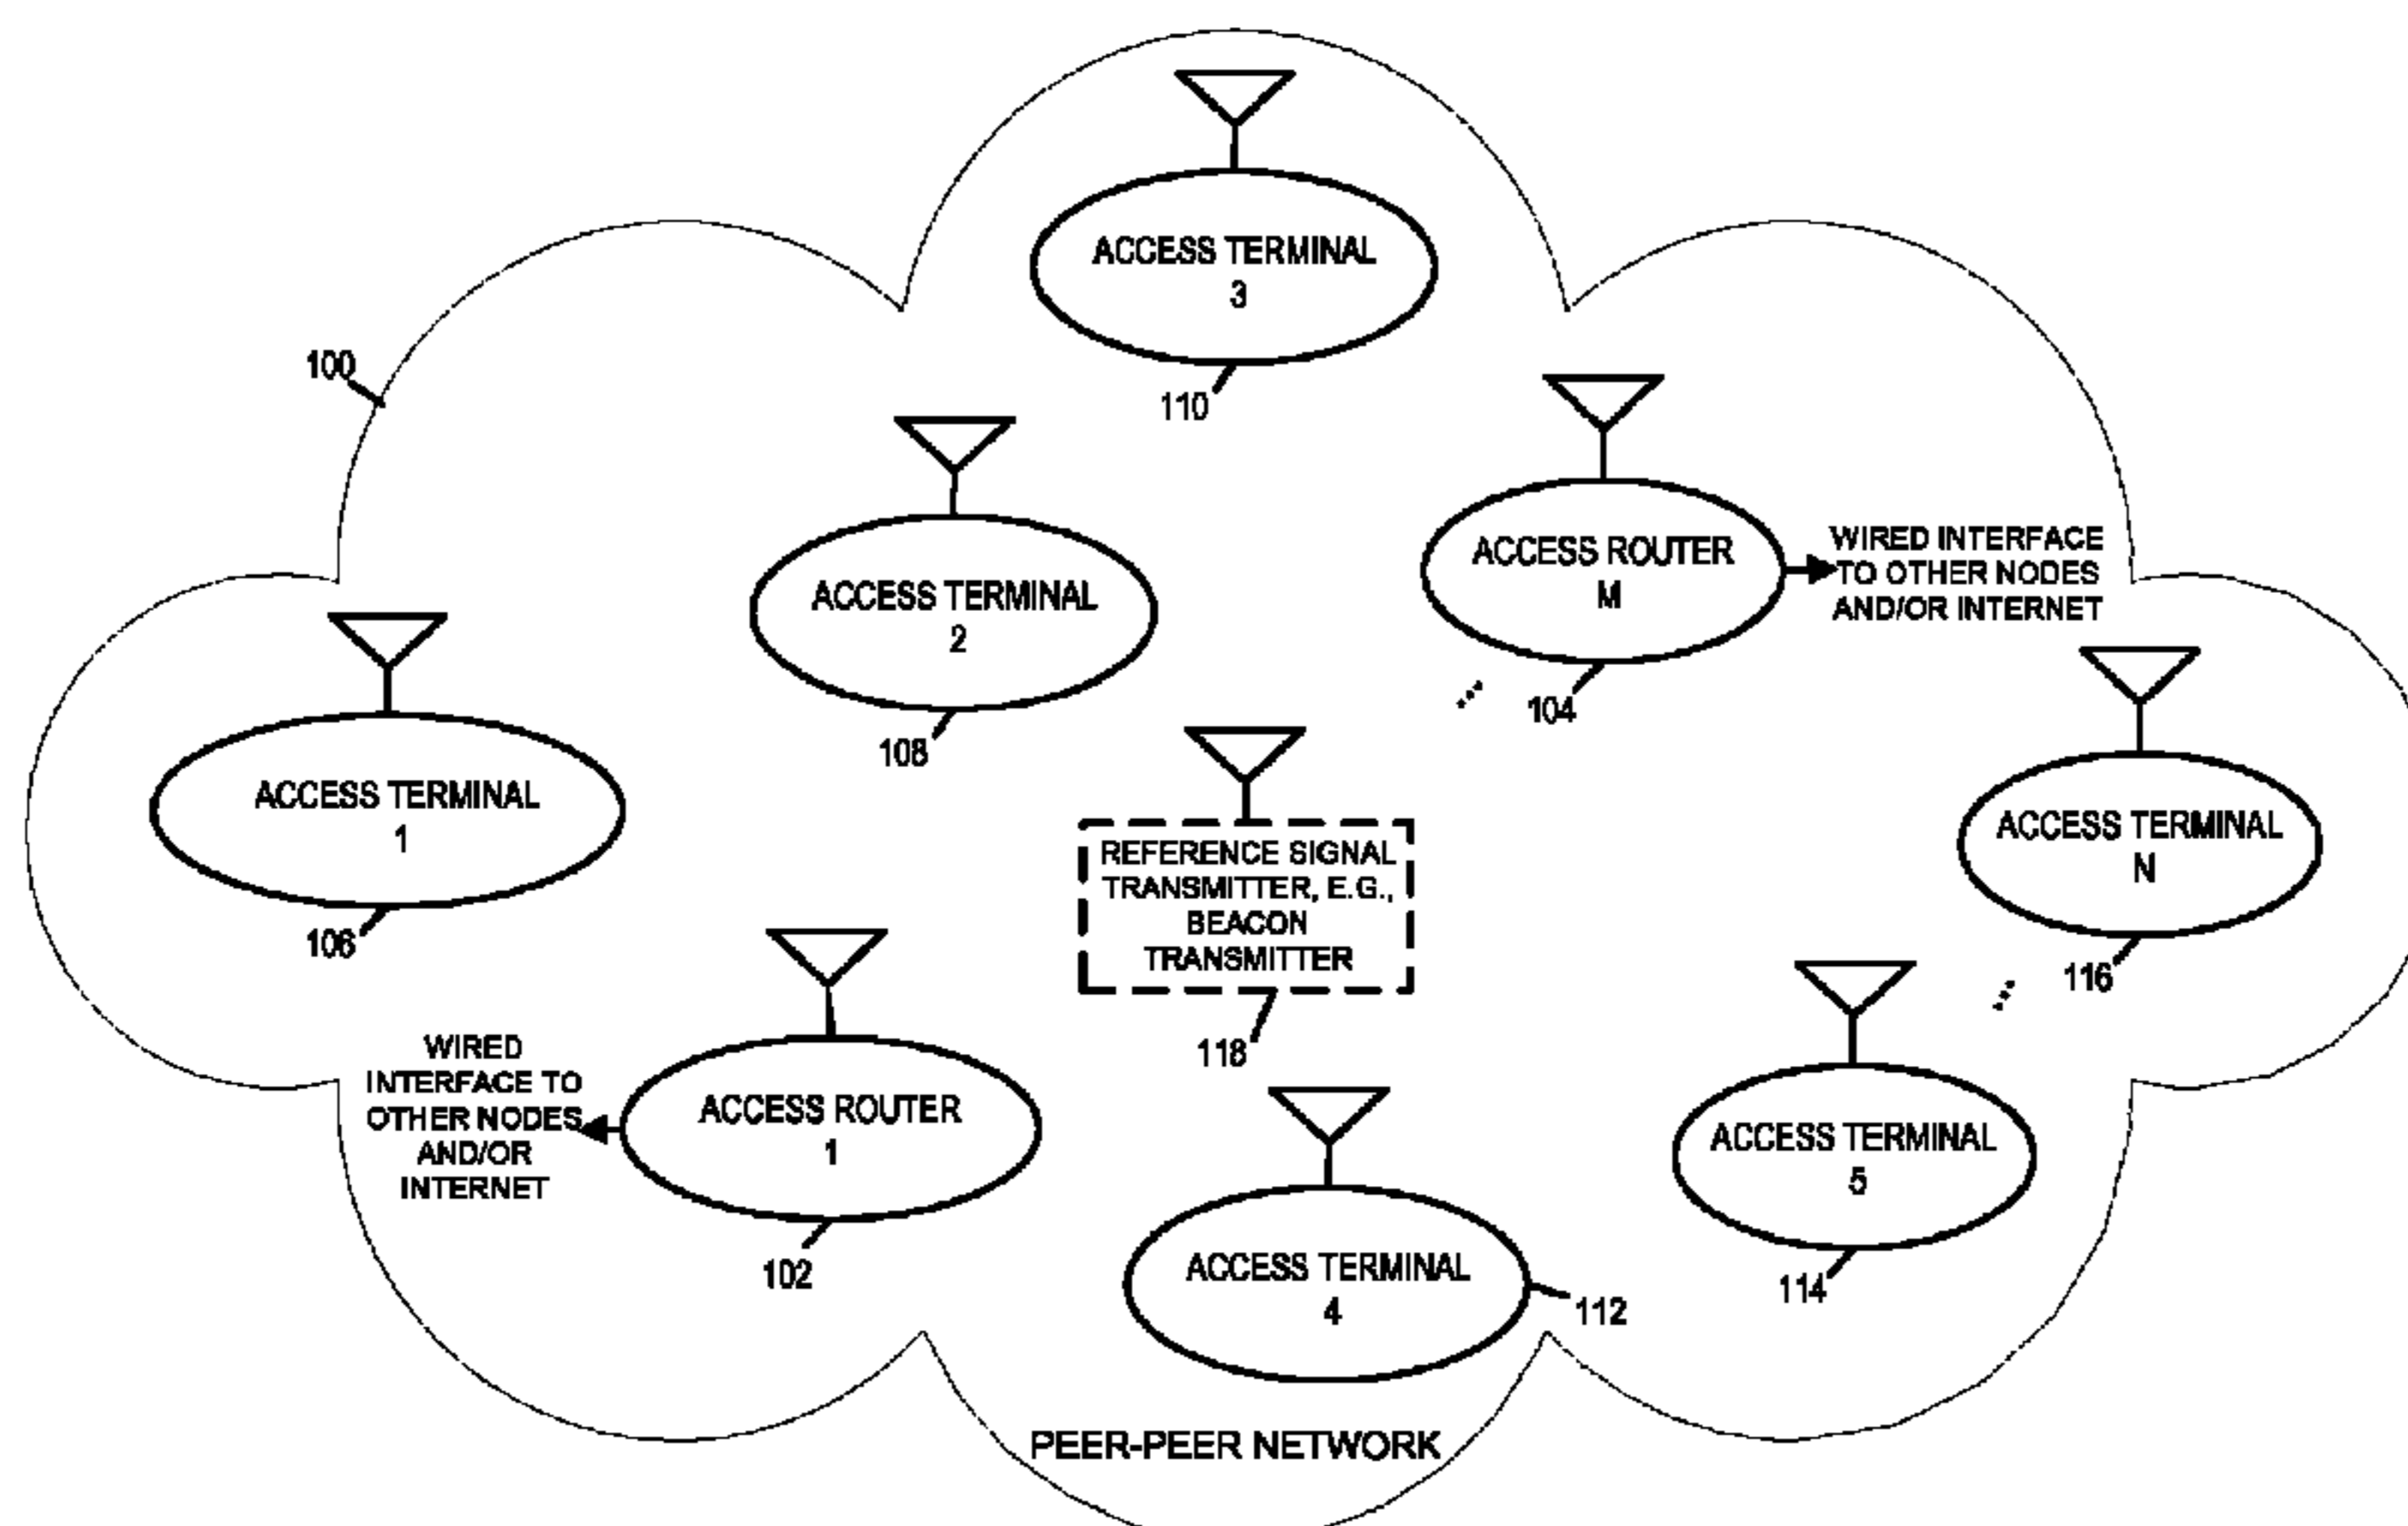 ACCESS TERMINAL
3
110
100
ACCESS TERMINAL
2
108
ACCESS ROUTER
M
104
WIRED INTERFACE
TO OTHER NODES
AND/OR INTERNET
...
ACCESS TERMINAL
1
106
REFERENCE SIGNAL
TRANSMITTER, E.G.,
BEACON
TRANSMITTER
118
ACCESS TERMINAL
N
116
...
WIRED
INTERFACE TO
OTHER NODES
AND/OR
INTERNET
ACCESS ROUTER
1
102
ACCESS TERMINAL
4
112
ACCESS TERMINAL
5
114
PEER-PEER NETWORK